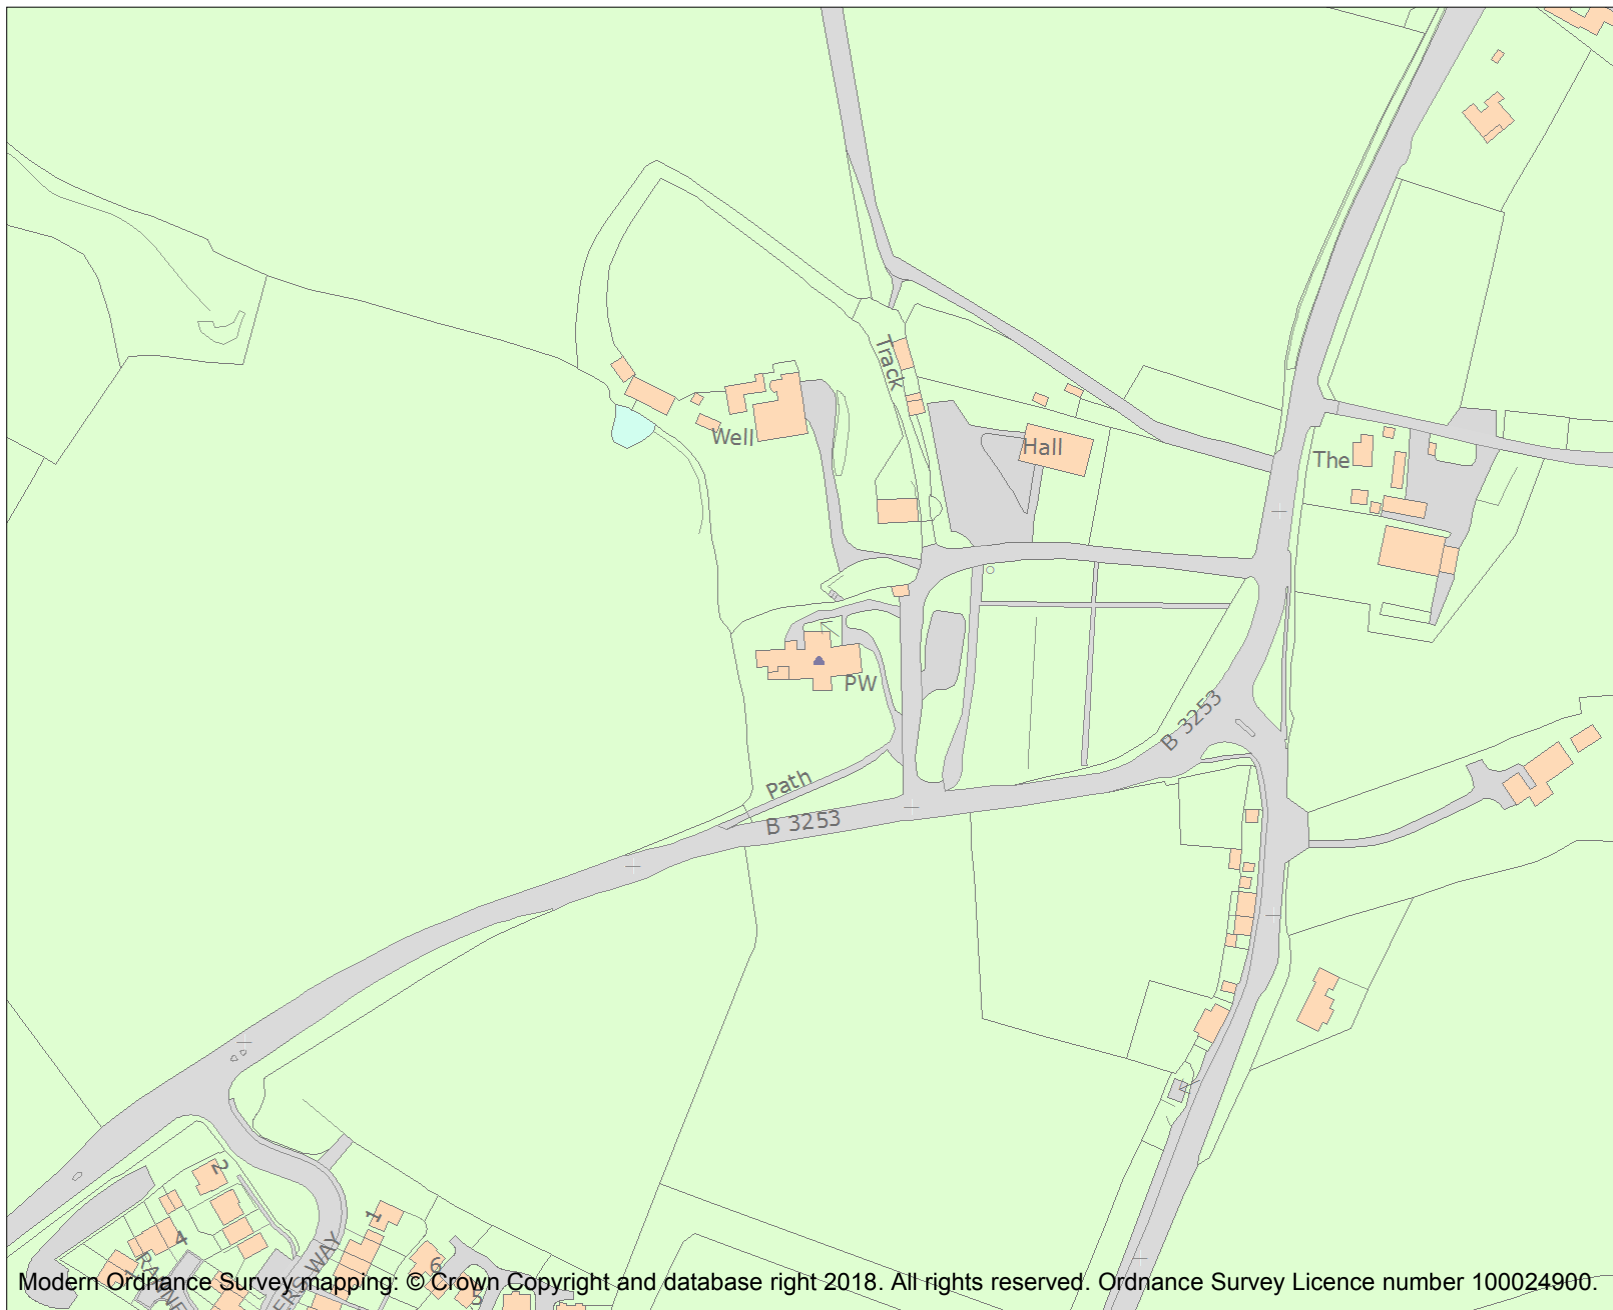 Track
Well
Hall
The
PW
B 3253
Path
B 3253
2
1
4
6
WAY
Modern Ordnance Survey mapping: © Crown Copyright and database right 2018. All rights reserved. Ordnance Survey Licence number 100024900.